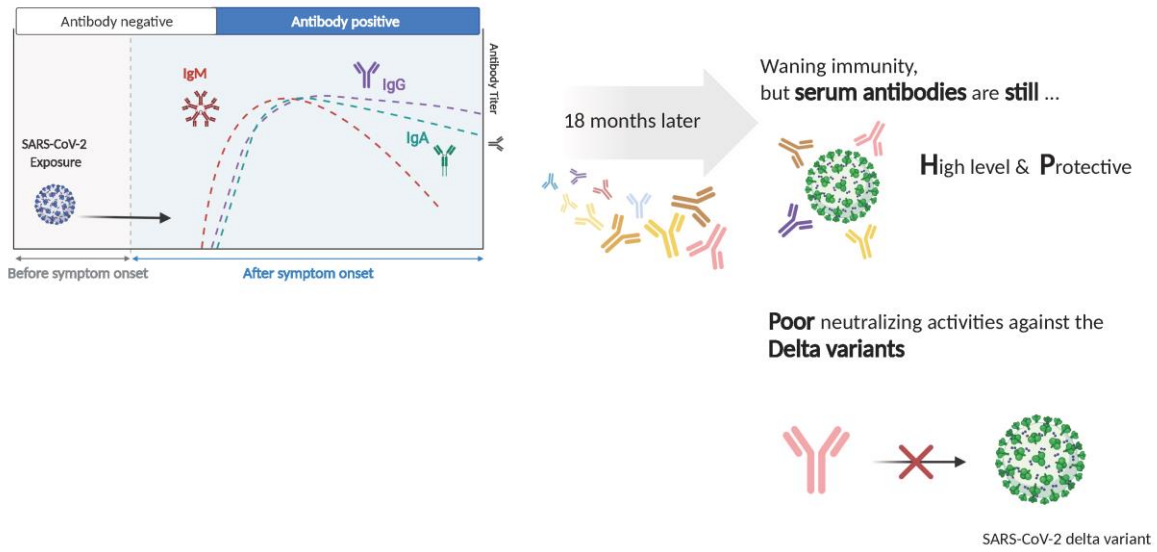 Antibody negative
Antibody positive
IgM
IgG
IgA
Antibody Titer
SARS-CoV-2
Exposure
Before symptom onset
After symptom onset
18 months later
Waning immunity,
but serum antibodies are still ...
High level & Protective
Poor neutralizing activities against the
Delta variants
SARS-CoV-2 delta variant